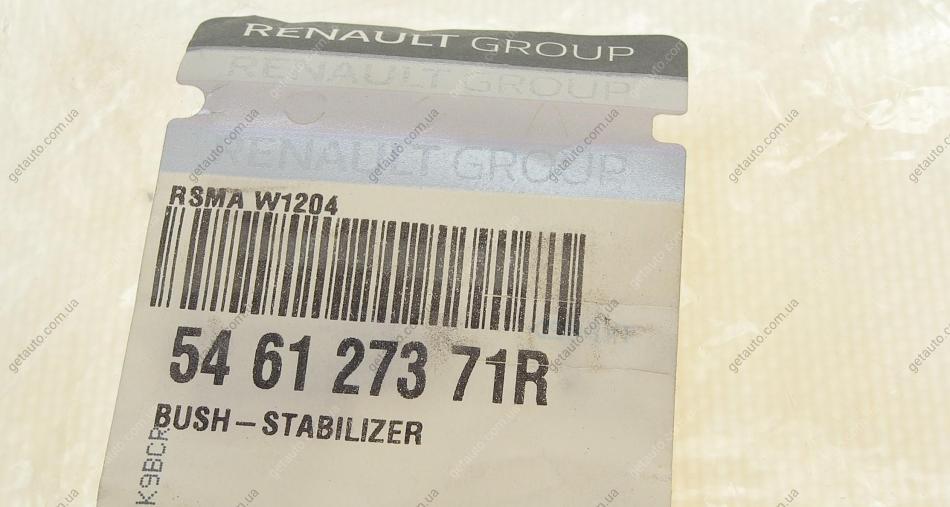 RENAULT GROUP
RENAULT GROUP
RENAULT GROUP
RSMA W1204
54 61 273 71R
BUSH-STABILIZER
K9BCR
getauto.com.ua